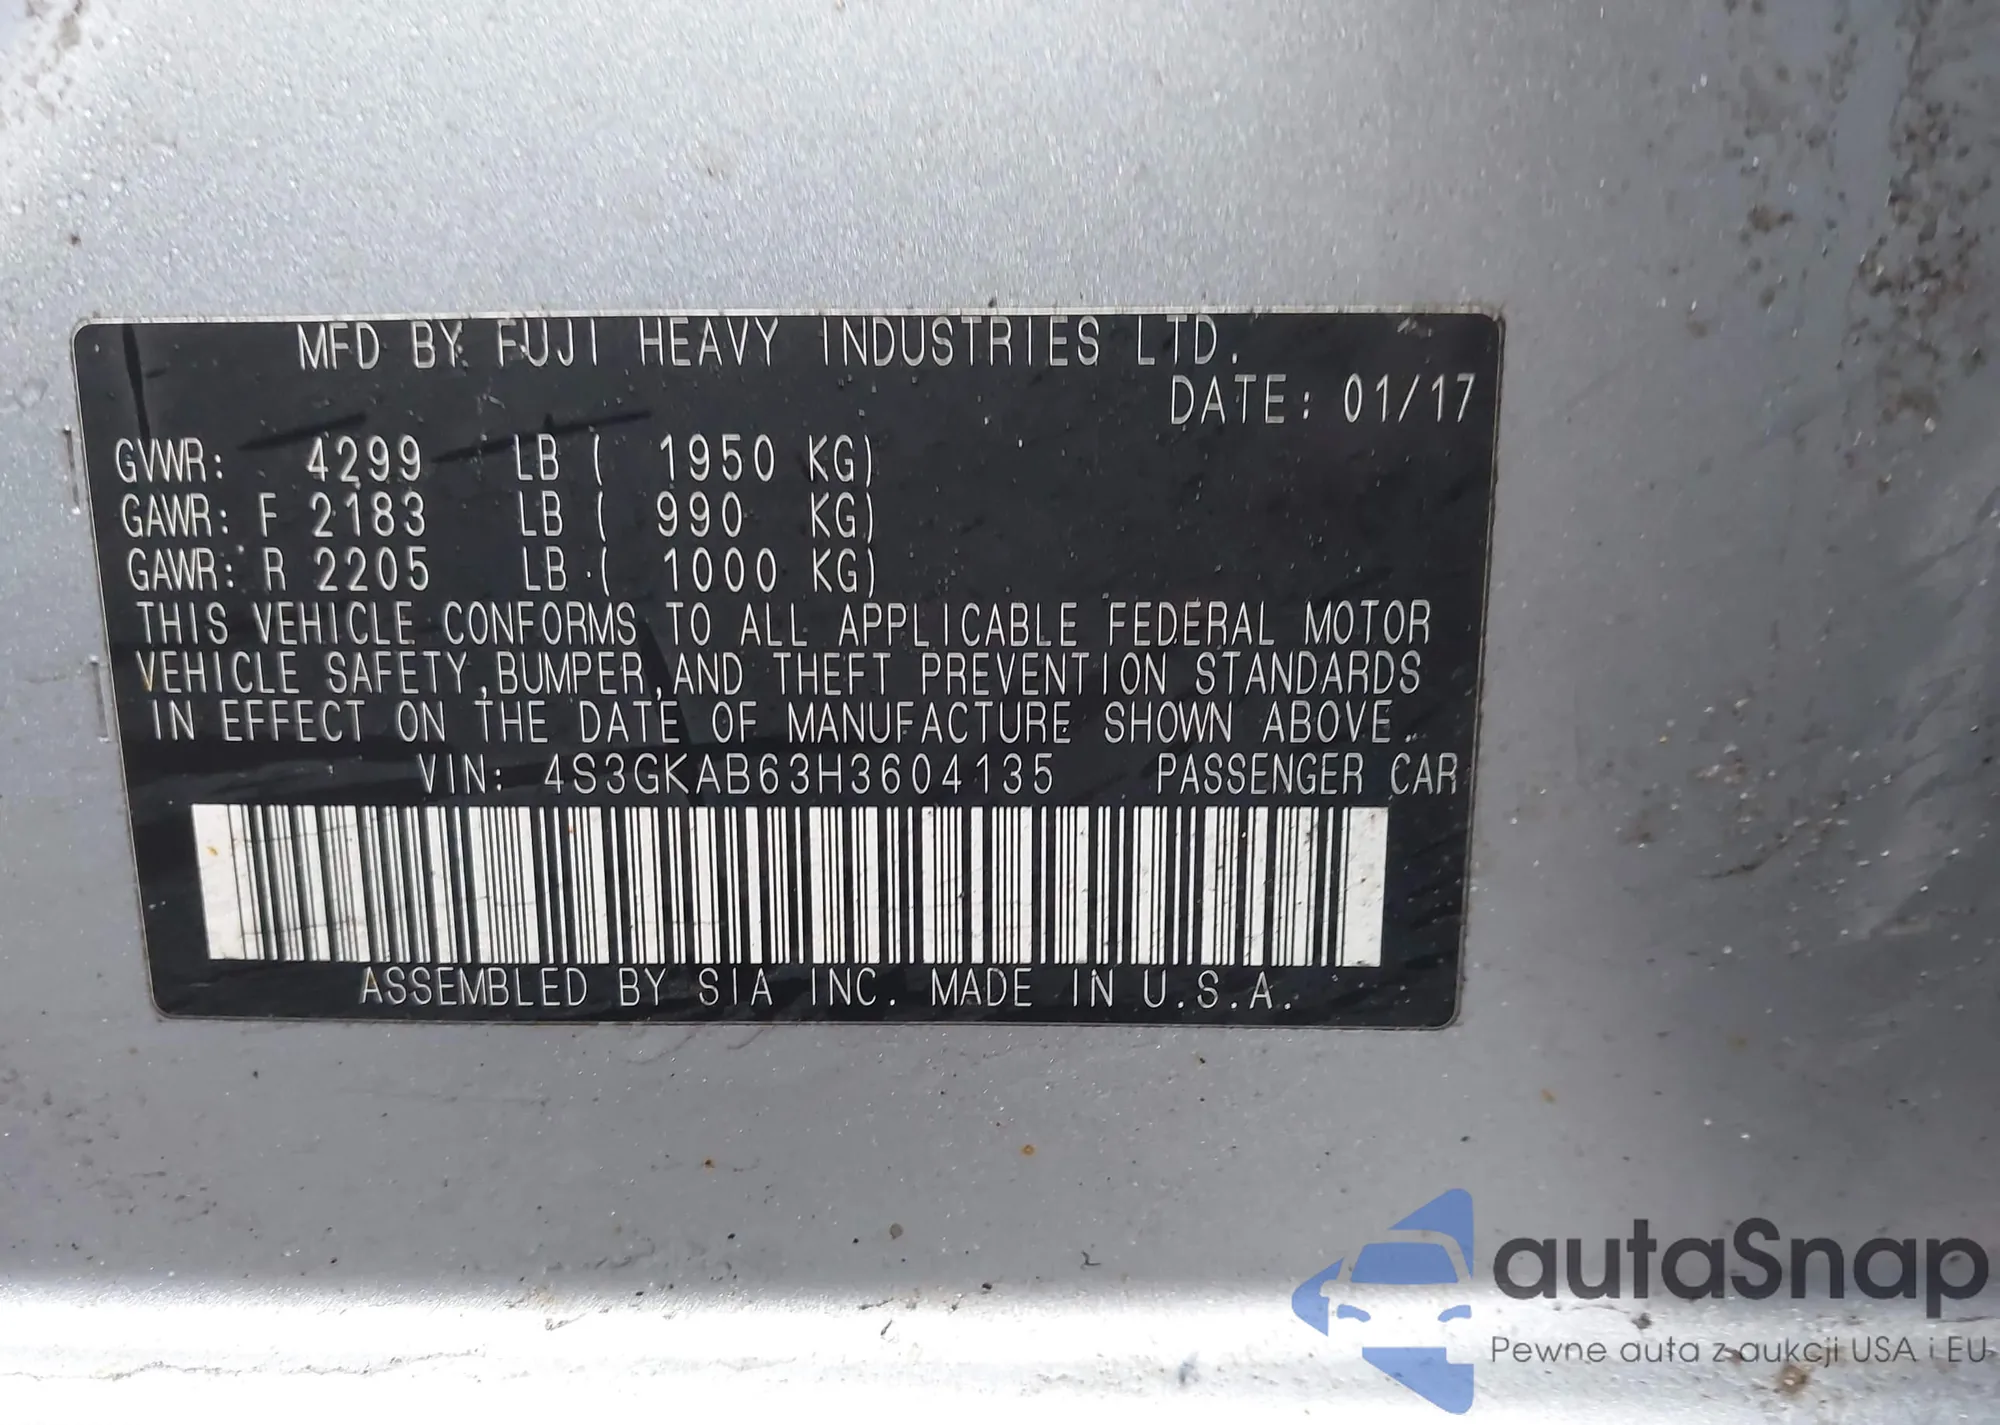 MFD BY FUJI HEAVY INDUSTRIES LTD.
DATE: 01/17
GVWR: 4299 LB ( 1950 KG)
GAWR: F 2183 LB ( 990 KG)
GAWR: R 2205 LB ( 1000 KG)
THIS VEHICLE CONFORMS TO ALL APPLICABLE FEDERAL MOTOR
VEHICLE SAFETY,BUMPER,AND THEFT PREVENTION STANDARDS
IN EFFECT ON THE DATE OF MANUFACTURE SHOWN ABOVE.
VIN: 4S3GKAB63H3604135 PASSENGER CAR
ASSEMBLED BY SIA INC. MADE IN U.S.A.
autaSnap
Pewne auta z aukcji USA i EU